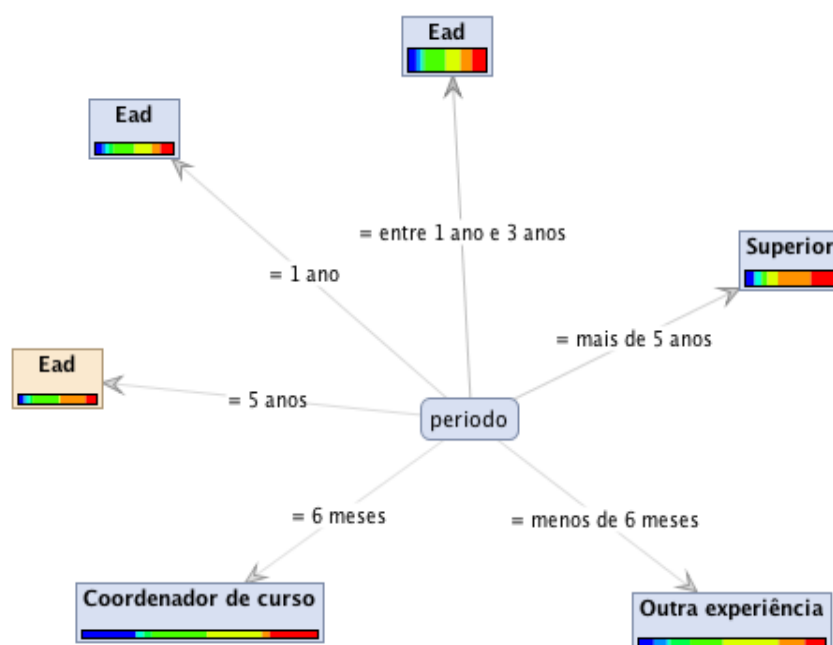 Ead
Ead
= entre 1 ano e 3 anos
Superior
= 1 ano
= mais de 5 anos
Ead
= 5 anos
periodo
= 6 meses
= menos de 6 meses
Coordenador de curso
Outra experiência